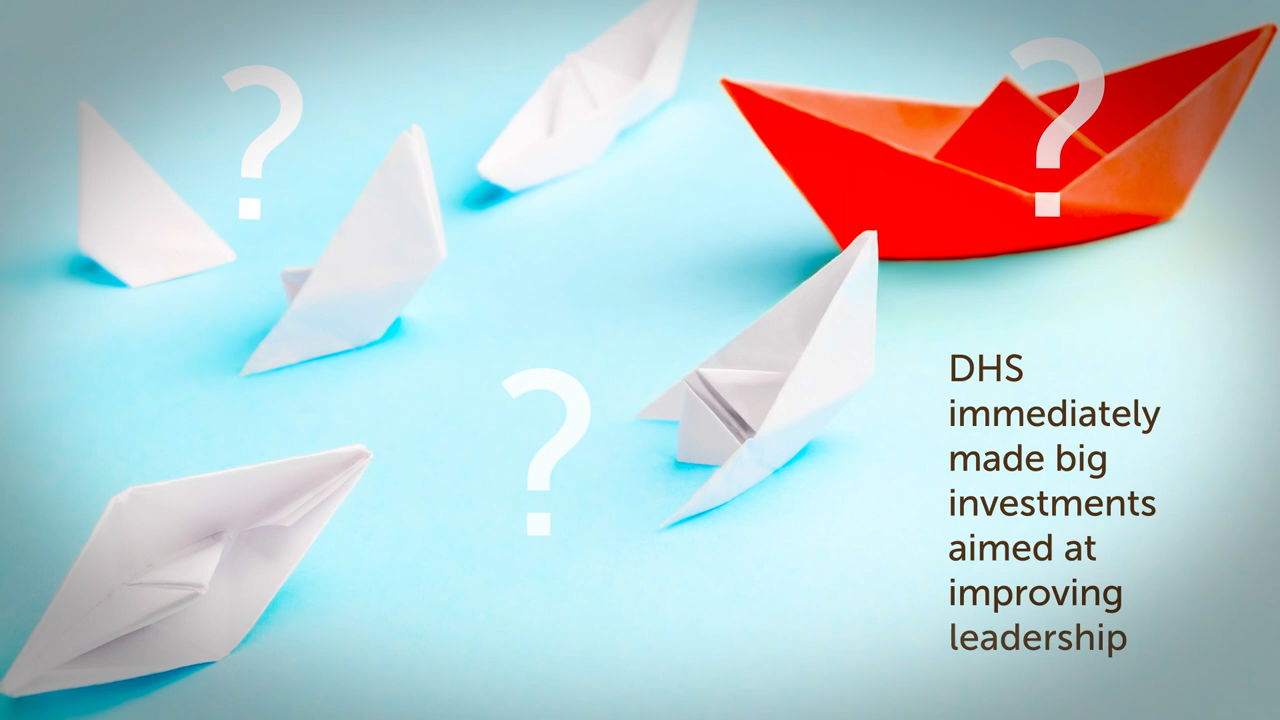 ?
?
?
DHS
immediately
made big
investments
aimed at
improving
leadership